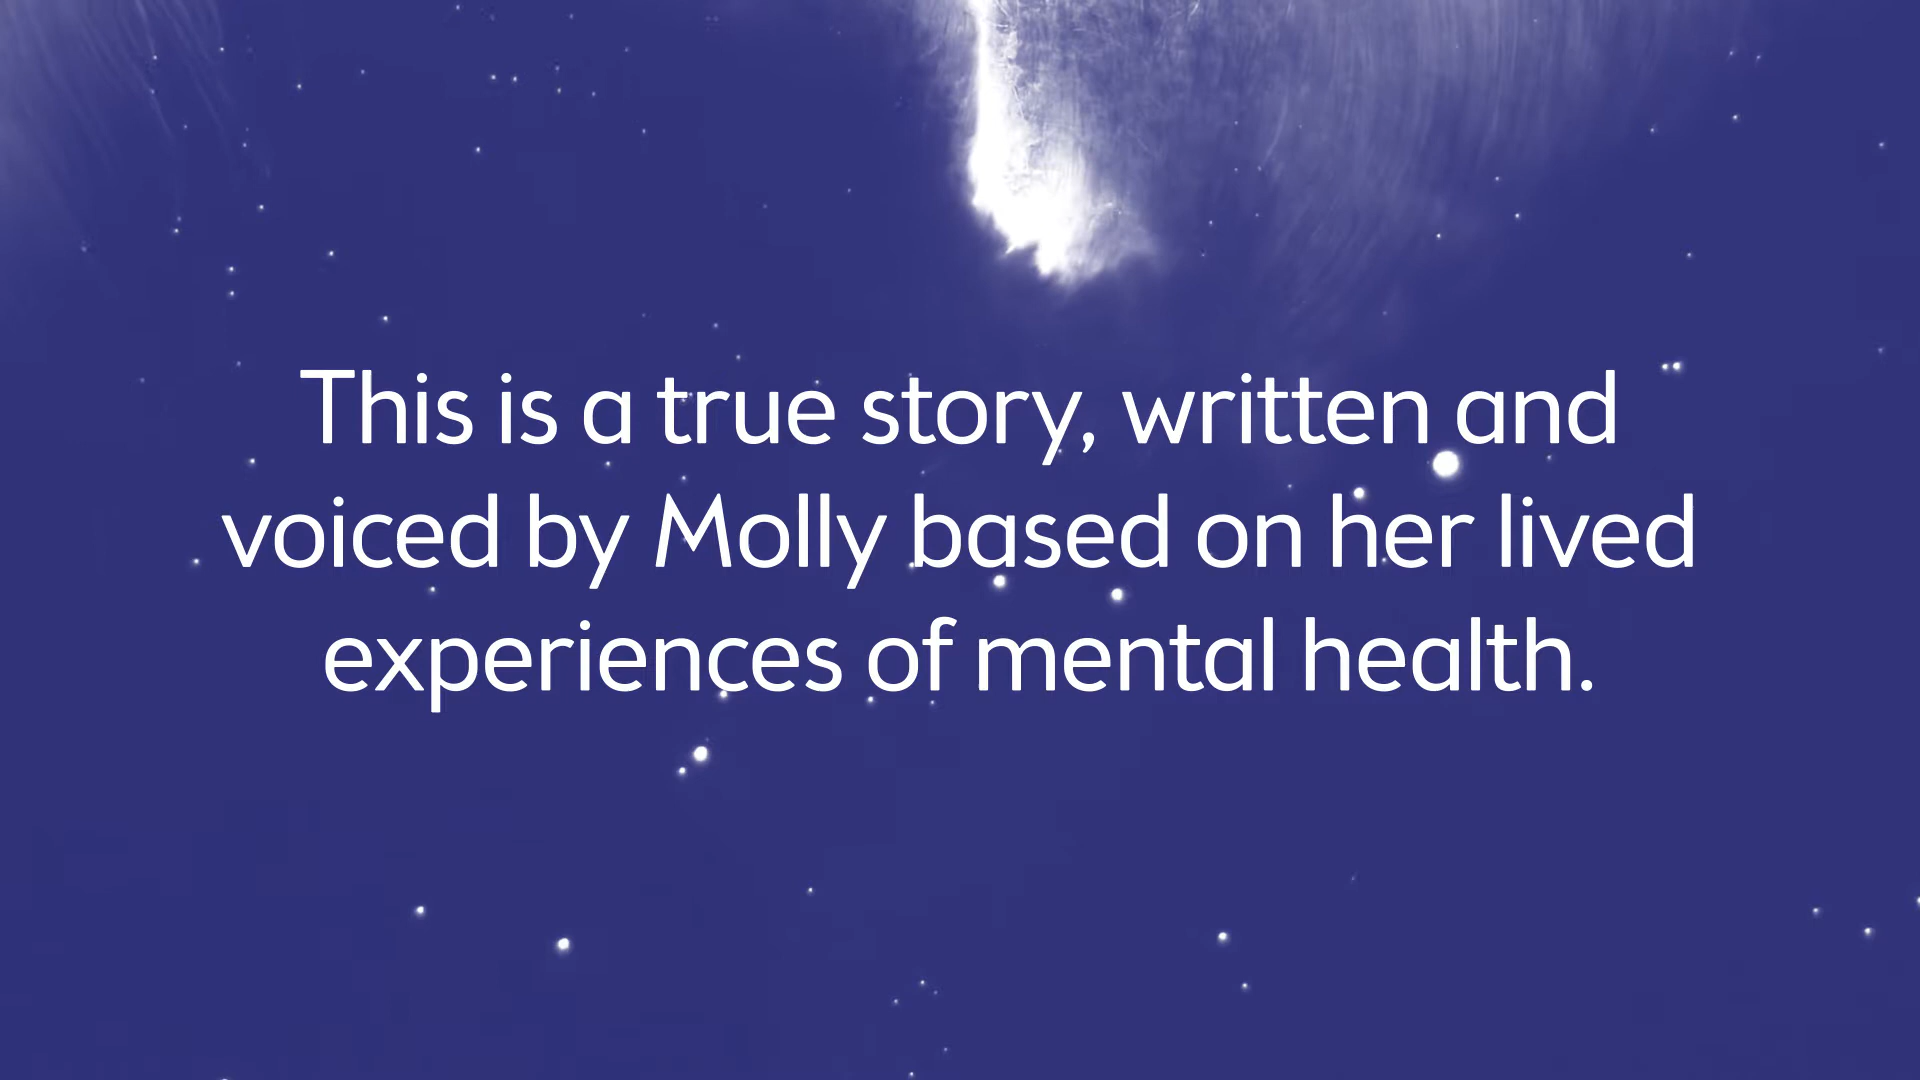 This is a true story, written and
voiced by Molly based on her lived
experiences of mental health.